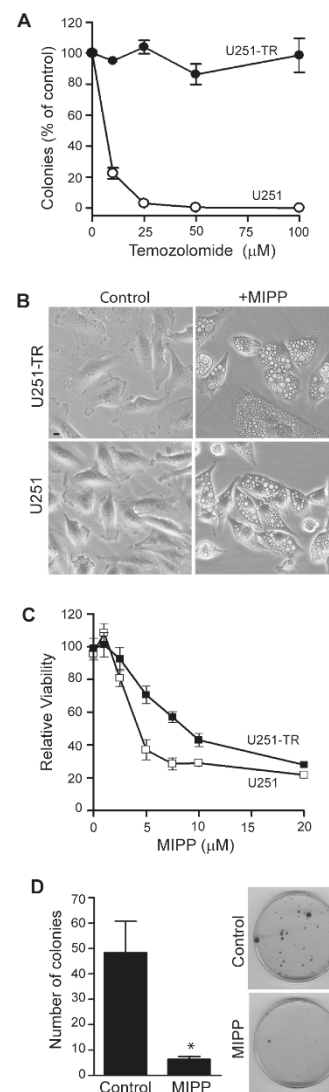 A
120
100
80
60
40
20
0
Colonies (% of control)
U251-TR
U251
0
25
50
75
100
Temozolomide (μM)
B
Control
+MIPP
U251-TR
U251
C
120
100
80
60
40
20
0
Relative Viability
U251-TR
U251
0
5
10
15
20
MIPP (μM)
D
70
60
50
40
30
20
10
0
Number of colonies
*
Control
MIPP
Control
MIPP